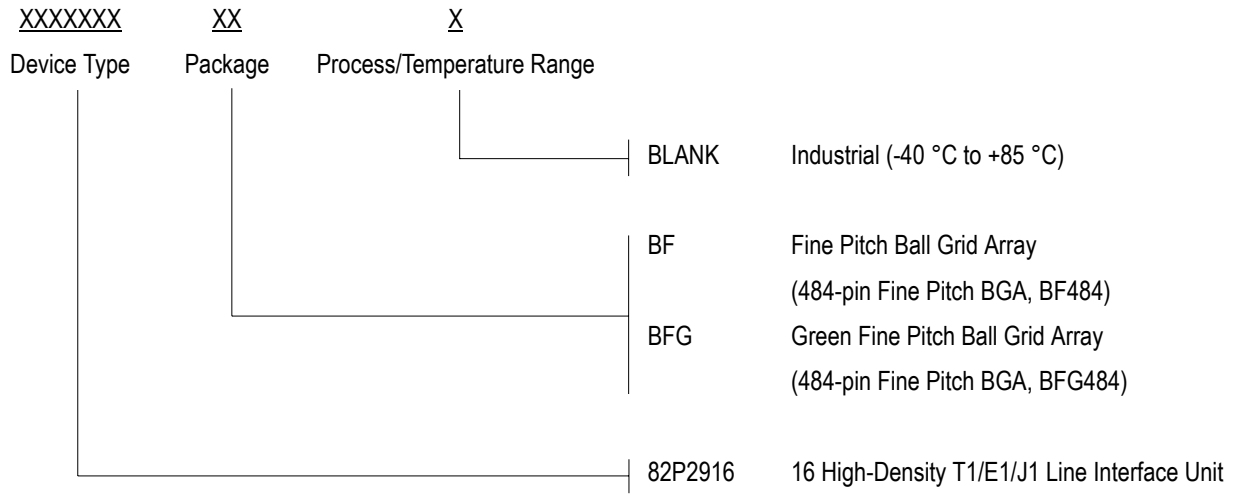 XXXXXXX XX X
Device Type Package Process/Temperature Range
BLANK Industrial (-40 °C to +85 °C)
BF Fine Pitch Ball Grid Array
(484-pin Fine Pitch BGA, BF484)
BFG Green Fine Pitch Ball Grid Array
(484-pin Fine Pitch BGA, BFG484)
82P2916 16 High-Density T1/E1/J1 Line Interface Unit